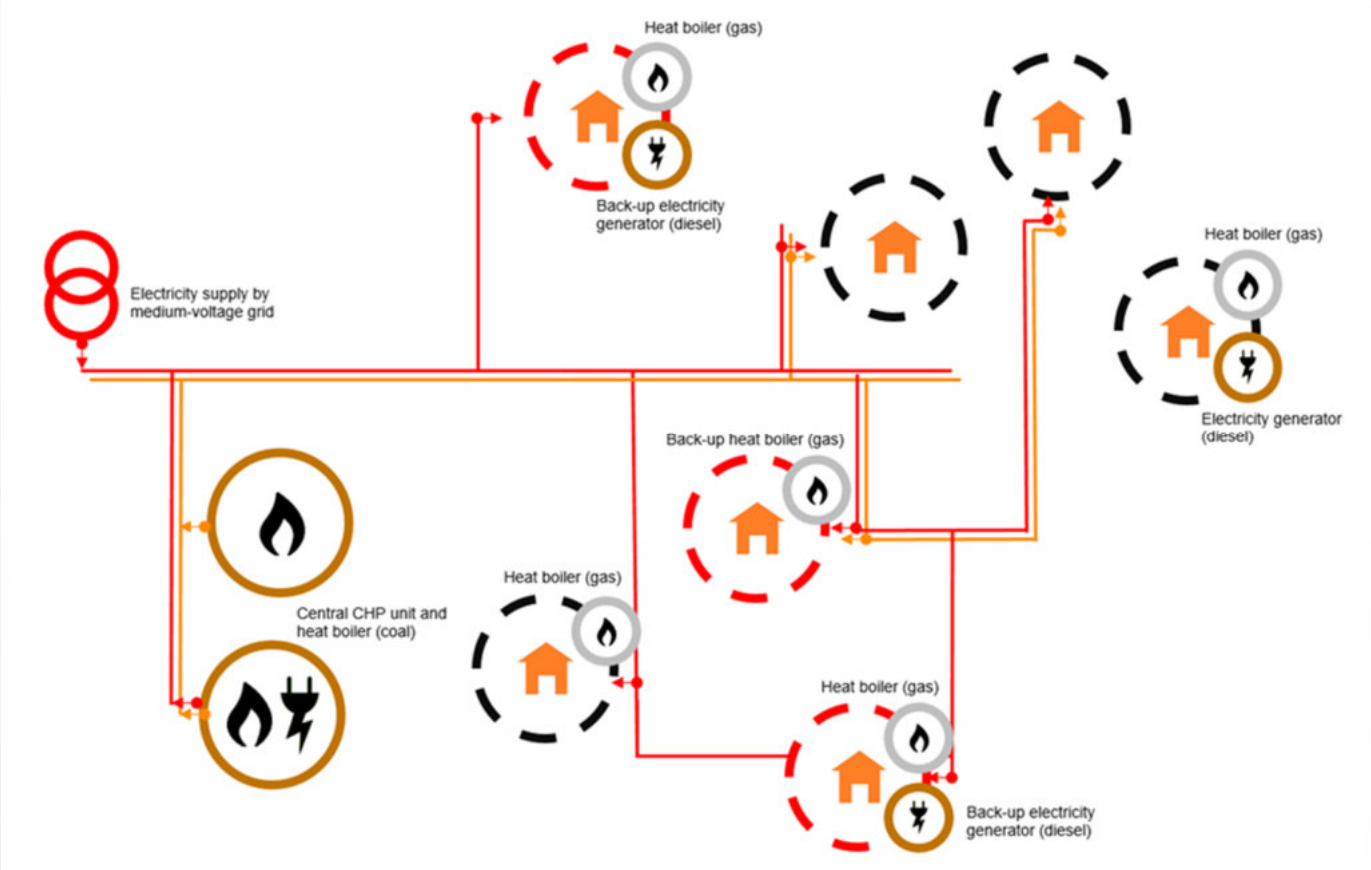 Heat boiler (gas)
Back-up electricity
generator (diesel)
Heat boiler (gas)
Electricity supply by
medium-voltage grid
Electricity generator
(diesel)
Back-up heat boiler (gas)
Heat boiler (gas)
Central CHP unit and
heat boiler (coal)
Heat boiler (gas)
Back-up electricity
generator (diesel)